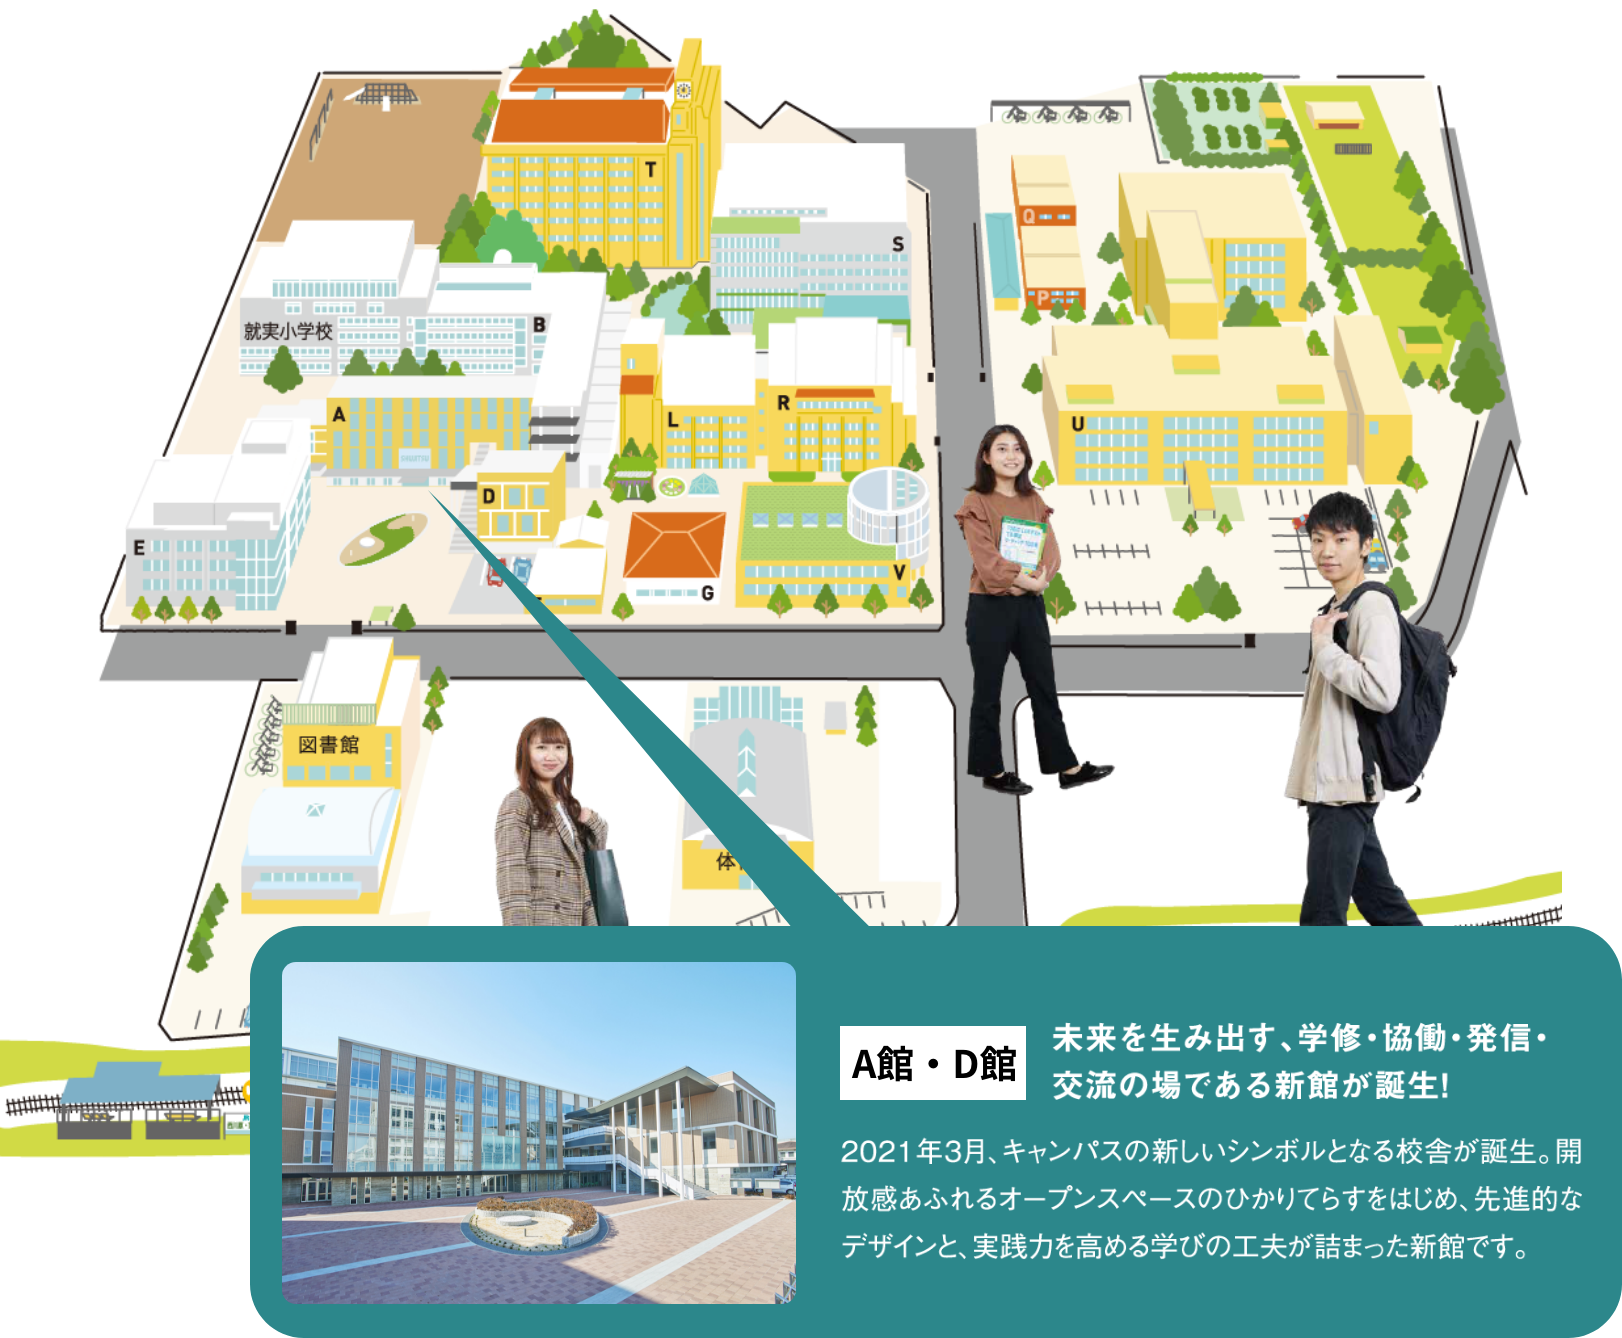 T
S
Q
P
就実小学校
B
A
L
R
U
D
E
V
G
図書館
体
A館・D館
未来を生み出す、学修・協働・発信・
交流の場である新館が誕生!
2021年3月、キャンパスの新しいシンボルとなる校舎が誕生。開
放感あふれるオープンスペースのひかりてらすをはじめ、先進的な
デザインと、実践力を高める学びの工夫が詰まった新館です。